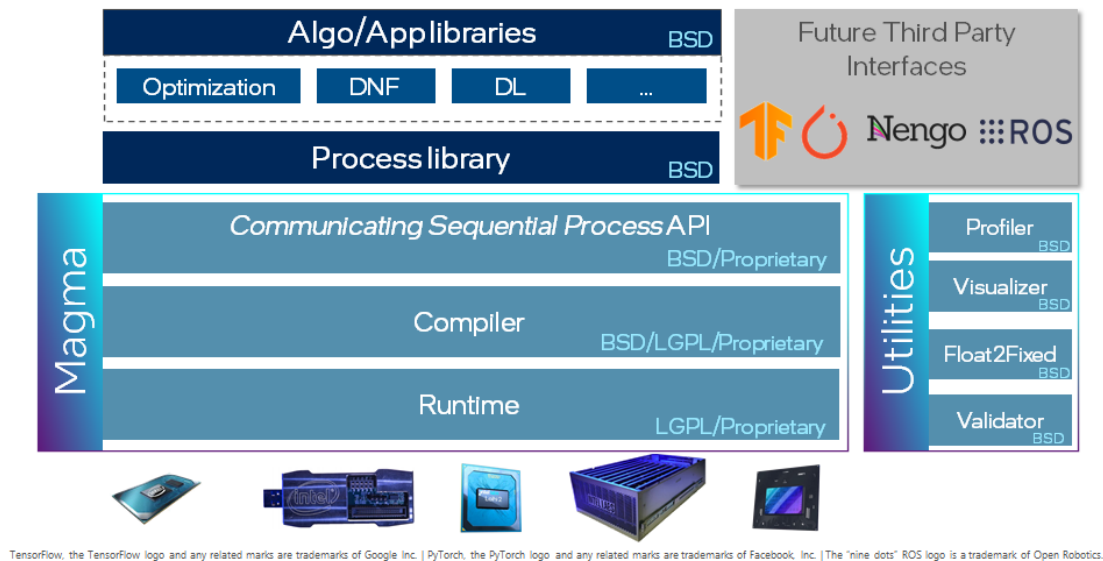 Algo/App libraries
BSD
Optimization
DNF
DL
...
Process library
BSD
Future Third Party
Interfaces
Nengo
ROS
Magma
Communicating Sequential Process API
BSD/Proprietary
Compiler
BSD/LGPL/Proprietary
Runtime
LGPL/Proprietary
Utilities
Profiler
BSD
Visualizer
BSD
Float2Fixed
BSD
Validator
BSD
intel
TensorFlow, the TensorFlow logo and any related marks are trademarks of Google Inc. | PyTorch, the PyTorch logo and any related marks are trademarks of Facebook, Inc. | The "nine dots" ROS logo is a trademark of Open Robotics.